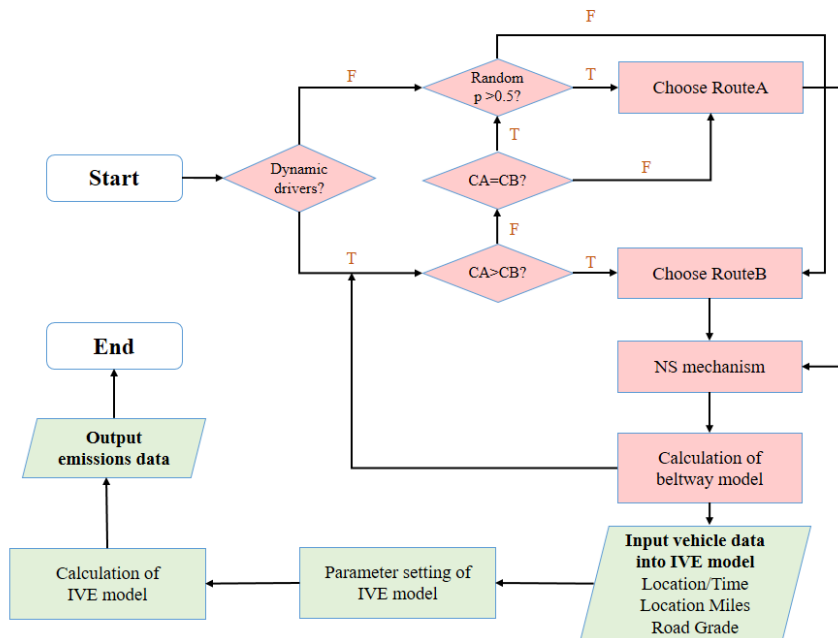 F
Random
p >0.5?
T
Choose RouteA
F
T
Start
Dynamic
drivers?
CA=CB?
F
F
T
CA>CB?
T
Choose RouteB
End
NS mechanism
Output
emissions data
Calculation of
beltway model
Input vehicle data
into IVE model
Location/Time
Location Miles
Road Grade
Parameter setting of
IVE model
Calculation of
IVE model